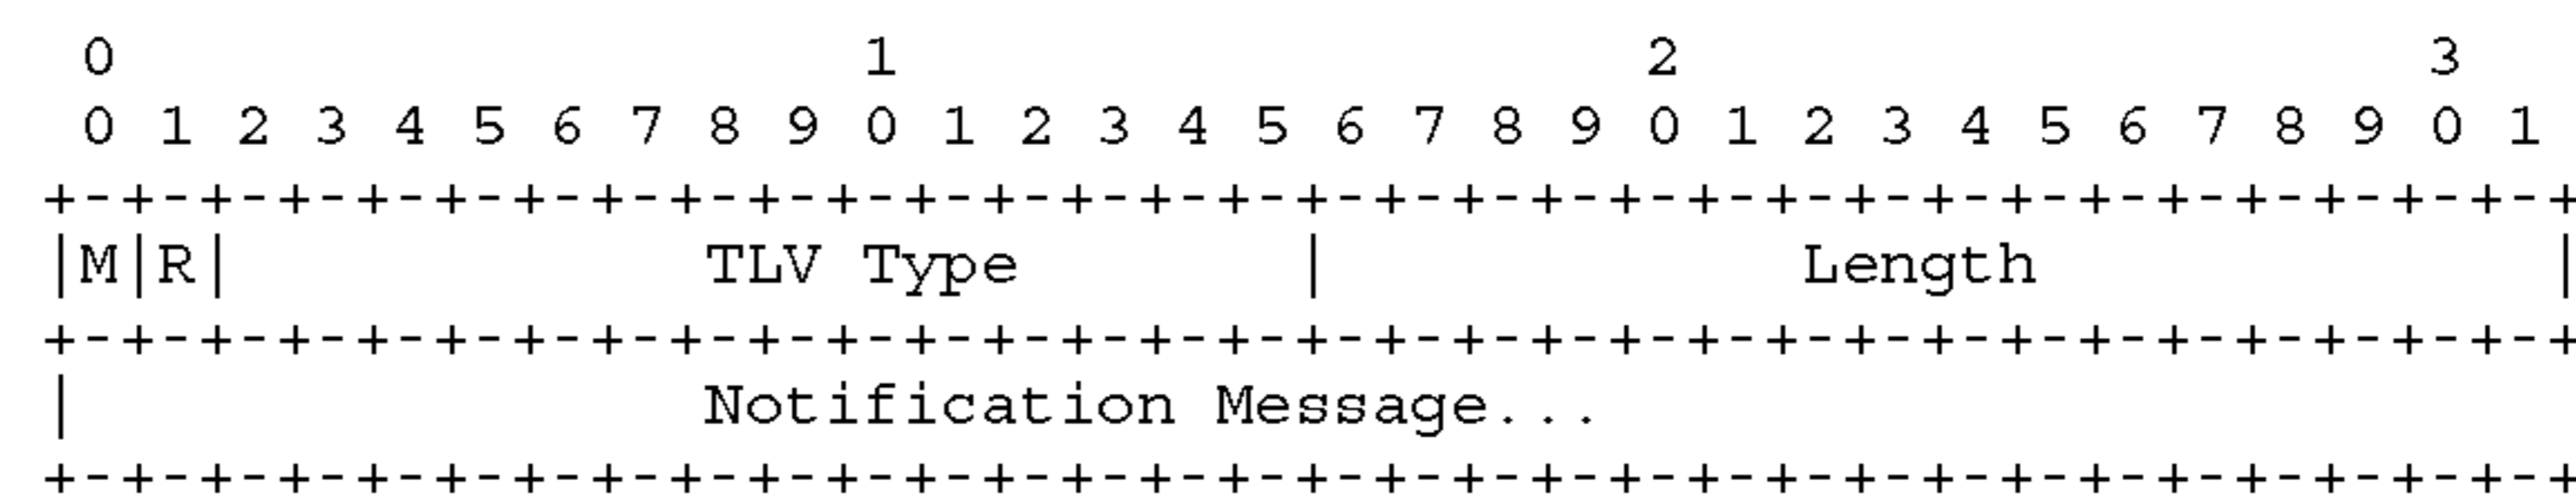 0                   1                   2                   3
 0 1 2 3 4 5 6 7 8 9 0 1 2 3 4 5 6 7 8 9 0 1 2 3 4 5 6 7 8 9 0 1
+-+-+-+-+-+-+-+-+-+-+-+-+-+-+-+-+-+-+-+-+-+-+-+-+-+-+-+-+-+-+-+-+
|M|R|            TLV Type       |            Length             |
+-+-+-+-+-+-+-+-+-+-+-+-+-+-+-+-+-+-+-+-+-+-+-+-+-+-+-+-+-+-+-+-+
|                Notification Message...
+-+-+-+-+-+-+-+-+-+-+-+-+-+-+-+-+-+-+-+-+-+-+-+-+-+-+-+-+-+-+-+-+